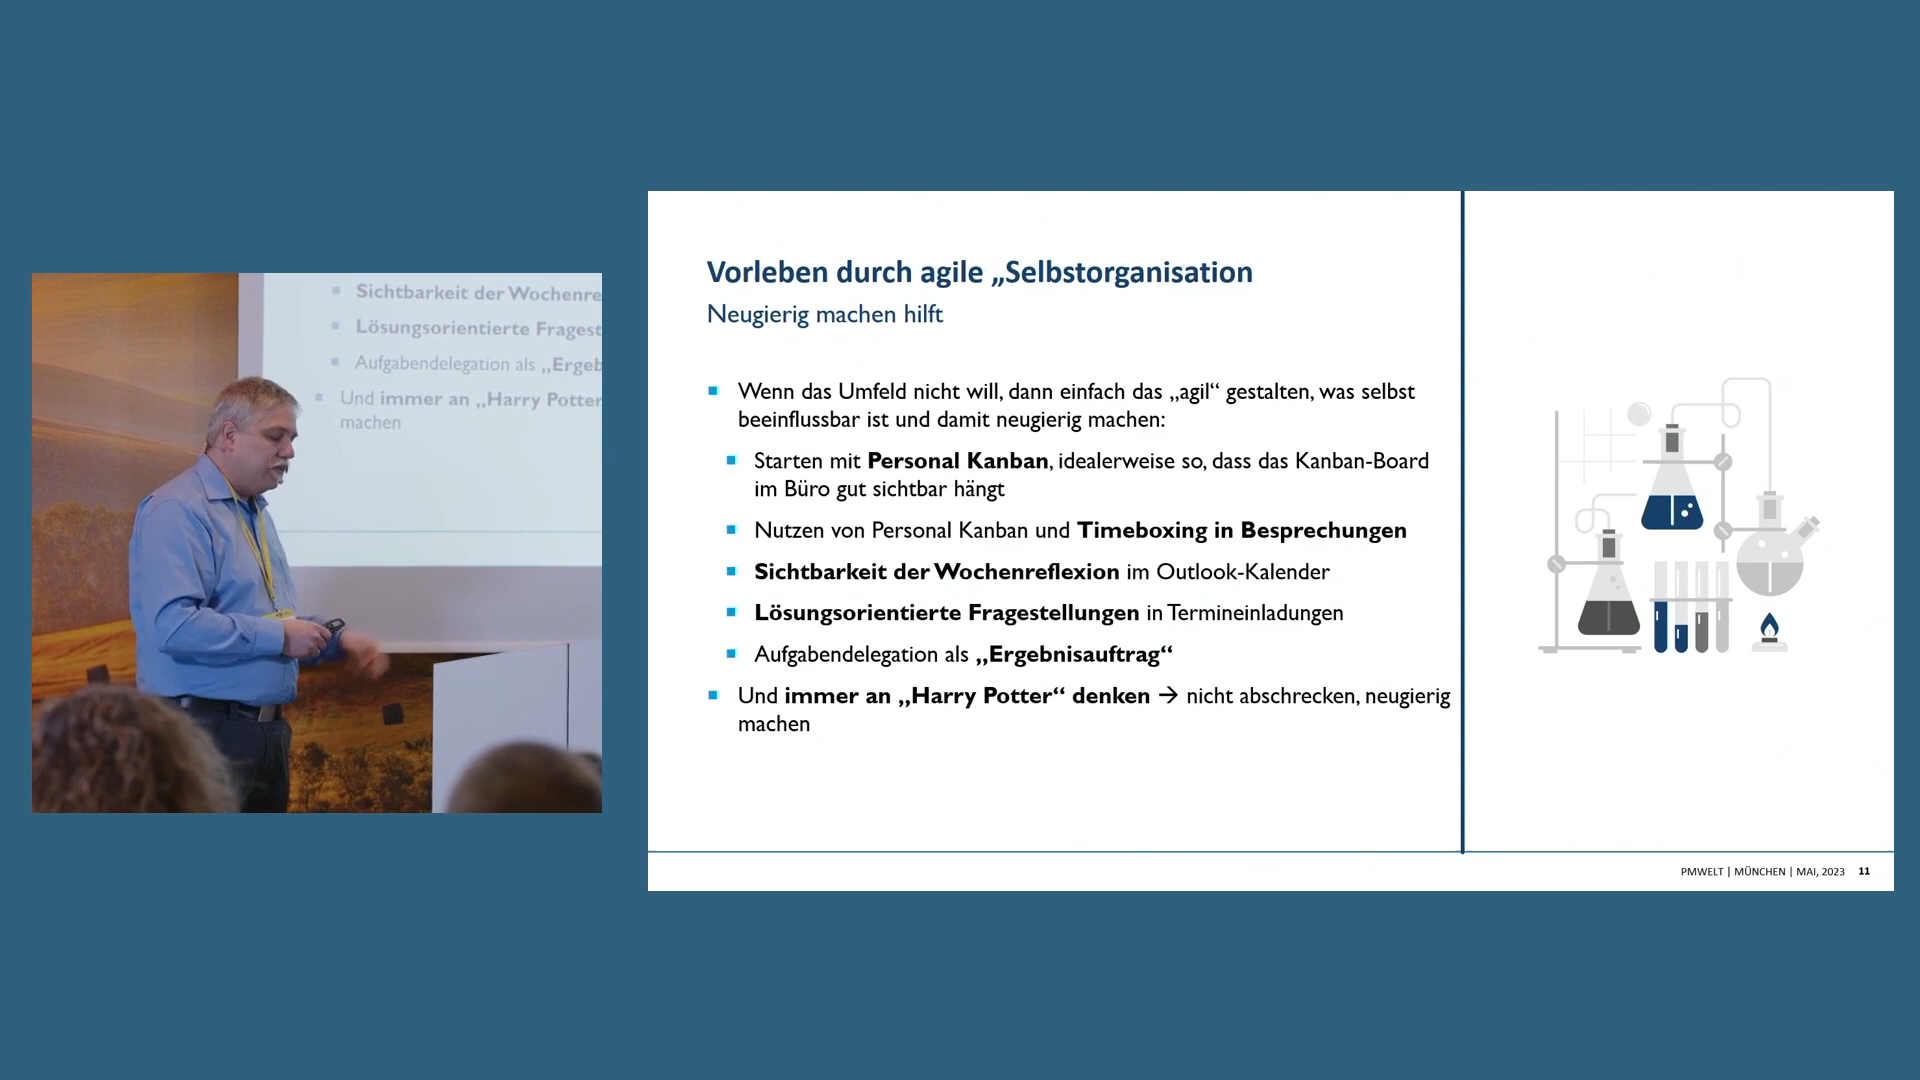 Sichtbarkeit der Wochenre
Lösungsorientierte Fragest
Aufgabendelegation als „Ergeb
Und immer an „Harry Potter
machen
Vorleben durch agile „Selbstorganisation
Neugierig machen hilft
Wenn das Umfeld nicht will, dann einfach das „agil“ gestalten, was selbst
beeinflussbar ist und damit neugierig machen:
Starten mit Personal Kanban, idealerweise so, dass das Kanban-Board
im Büro gut sichtbar hängt
Nutzen von Personal Kanban und Timeboxing in Besprechungen
Sichtbarkeit der Wochenreflexion im Outlook-Kalender
Lösungsorientierte Fragestellungen in Termineinladungen
Aufgabendelegation als „Ergebnisauftrag“
Und immer an „Harry Potter“ denken → nicht abschrecken, neugierig
machen
PMWELT | MÜNCHEN | MAI, 2023 11